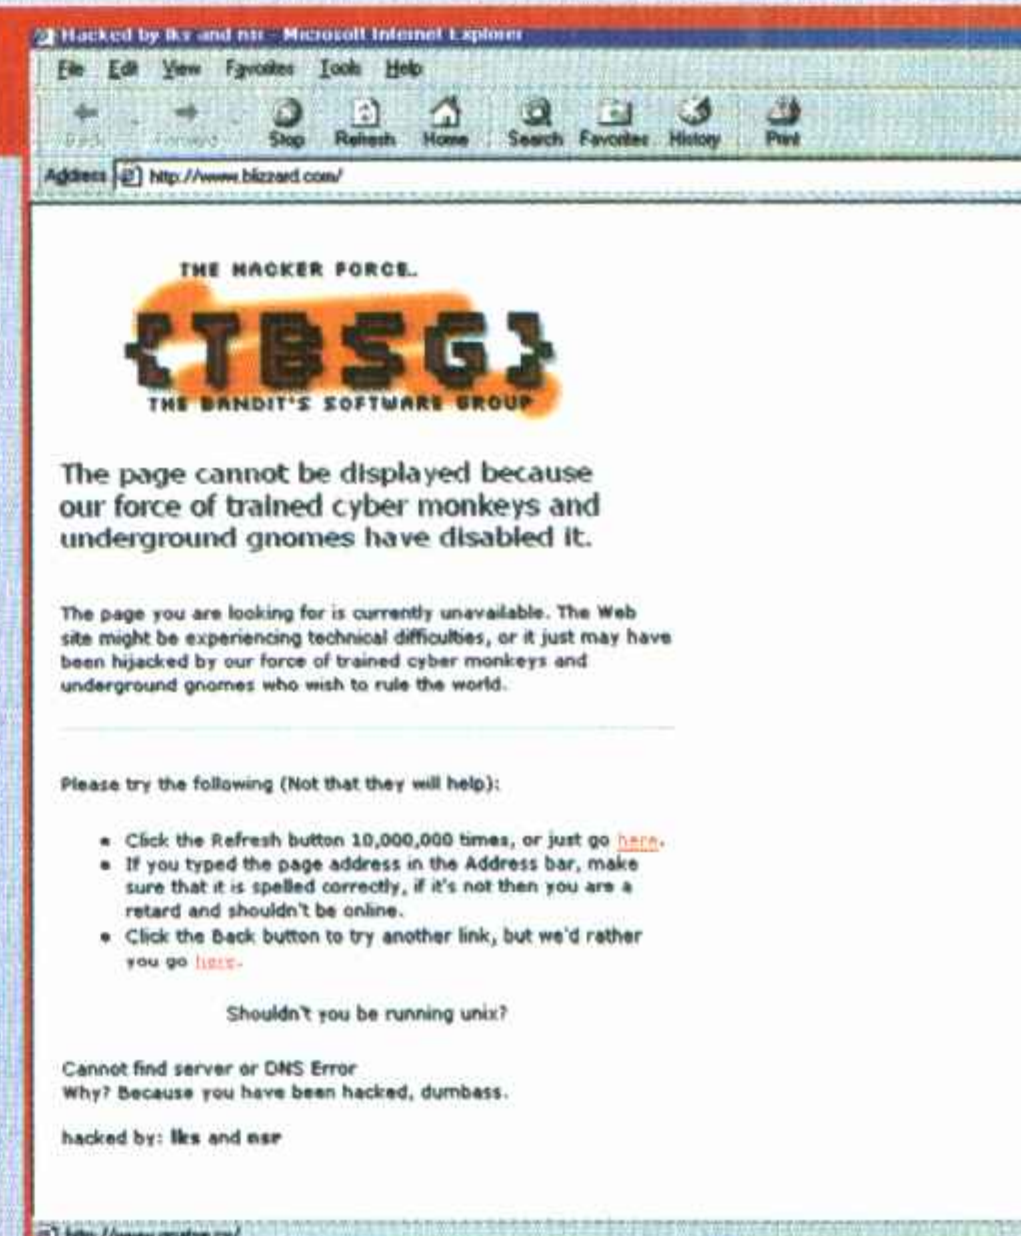 Hacked by lks and nsr - Microsoft Internet Explorer
File Edit View Favorites Tools Help
Back Forward Stop Refresh Home Search Favorites History Print
Address http://www.blizzard.com/
THE HACKER FORCE..
{TBSG}
THE BANDIT'S SOFTWARE GROUP
The page cannot be displayed because
our force of trained cyber monkeys and
underground gnomes have disabled it.
The page you are looking for is currently unavailable. The Web
site might be experiencing technical difficulties, or it just may have
been hijacked by our force of trained cyber monkeys and
underground gnomes who wish to rule the world.
Please try the following (Not that they will help):
• Click the Refresh button 10,000,000 times, or just go here.
• If you typed the page address in the Address bar, make
sure that it is spelled correctly, if it's not then you are a
retard and shouldn't be online.
• Click the Back button to try another link, but we'd rather
you go here.
Shouldn't you be running unix?
Cannot find server or DNS Error
Why? Because you have been hacked, dumbass.
hacked by: lks and nsr